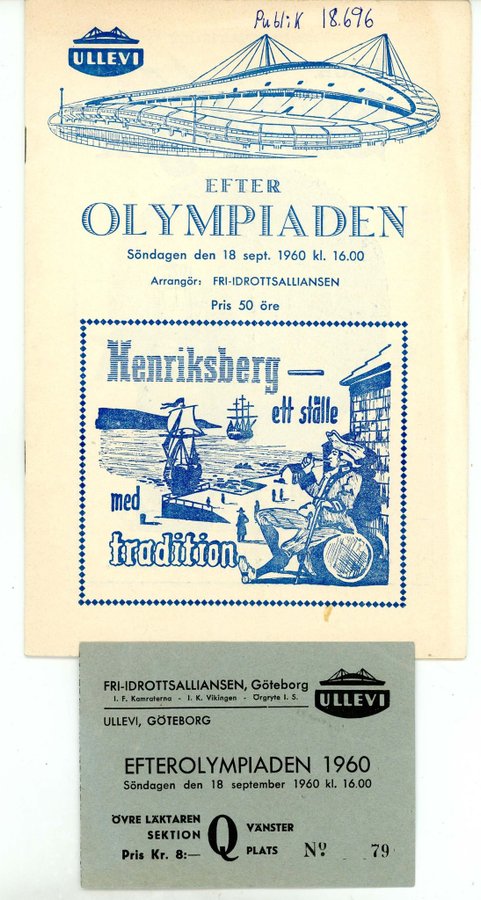 Publik 18.696
ULLEVI
EFTER
OLYMPIADEN
Söndagen den 18 sept. 1960 kl. 16.00
Arrangör: FRI-IDROTTSALLIANSEN
Pris 50 öre
Henriksberg —
ett ställe
med
tradition
FRI-IDROTTSALLIANSEN, Göteborg
I. F. Kamraterna - I. K. Vikingen - Örgryte I. S.
ULLEVI
ULLEVI, GÖTEBORG
EFTEROLYMPIADEN 1960
Söndagen den 18 september 1960 kl. 16.00
ÖVRE LÄKTAREN
SEKTION Q VÄNSTER
Pris Kr. 8:— PLATS Nº 79